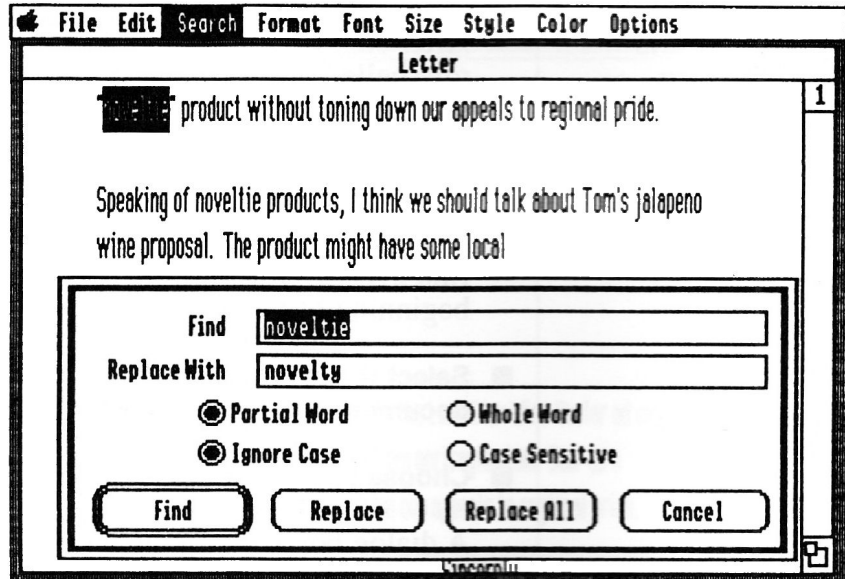 File Edit Search Format Font Size Style Color Options
Letter
"noveltie" product without toning down our appeals to regional pride.
1
Speaking of noveltie products, I think we should talk about Tom's jalapeno
wine proposal. The product might have some local
Find noveltie
Replace With novelty
Partial Word Whole Word
Ignore Case Case Sensitive
Find Replace Replace All Cancel